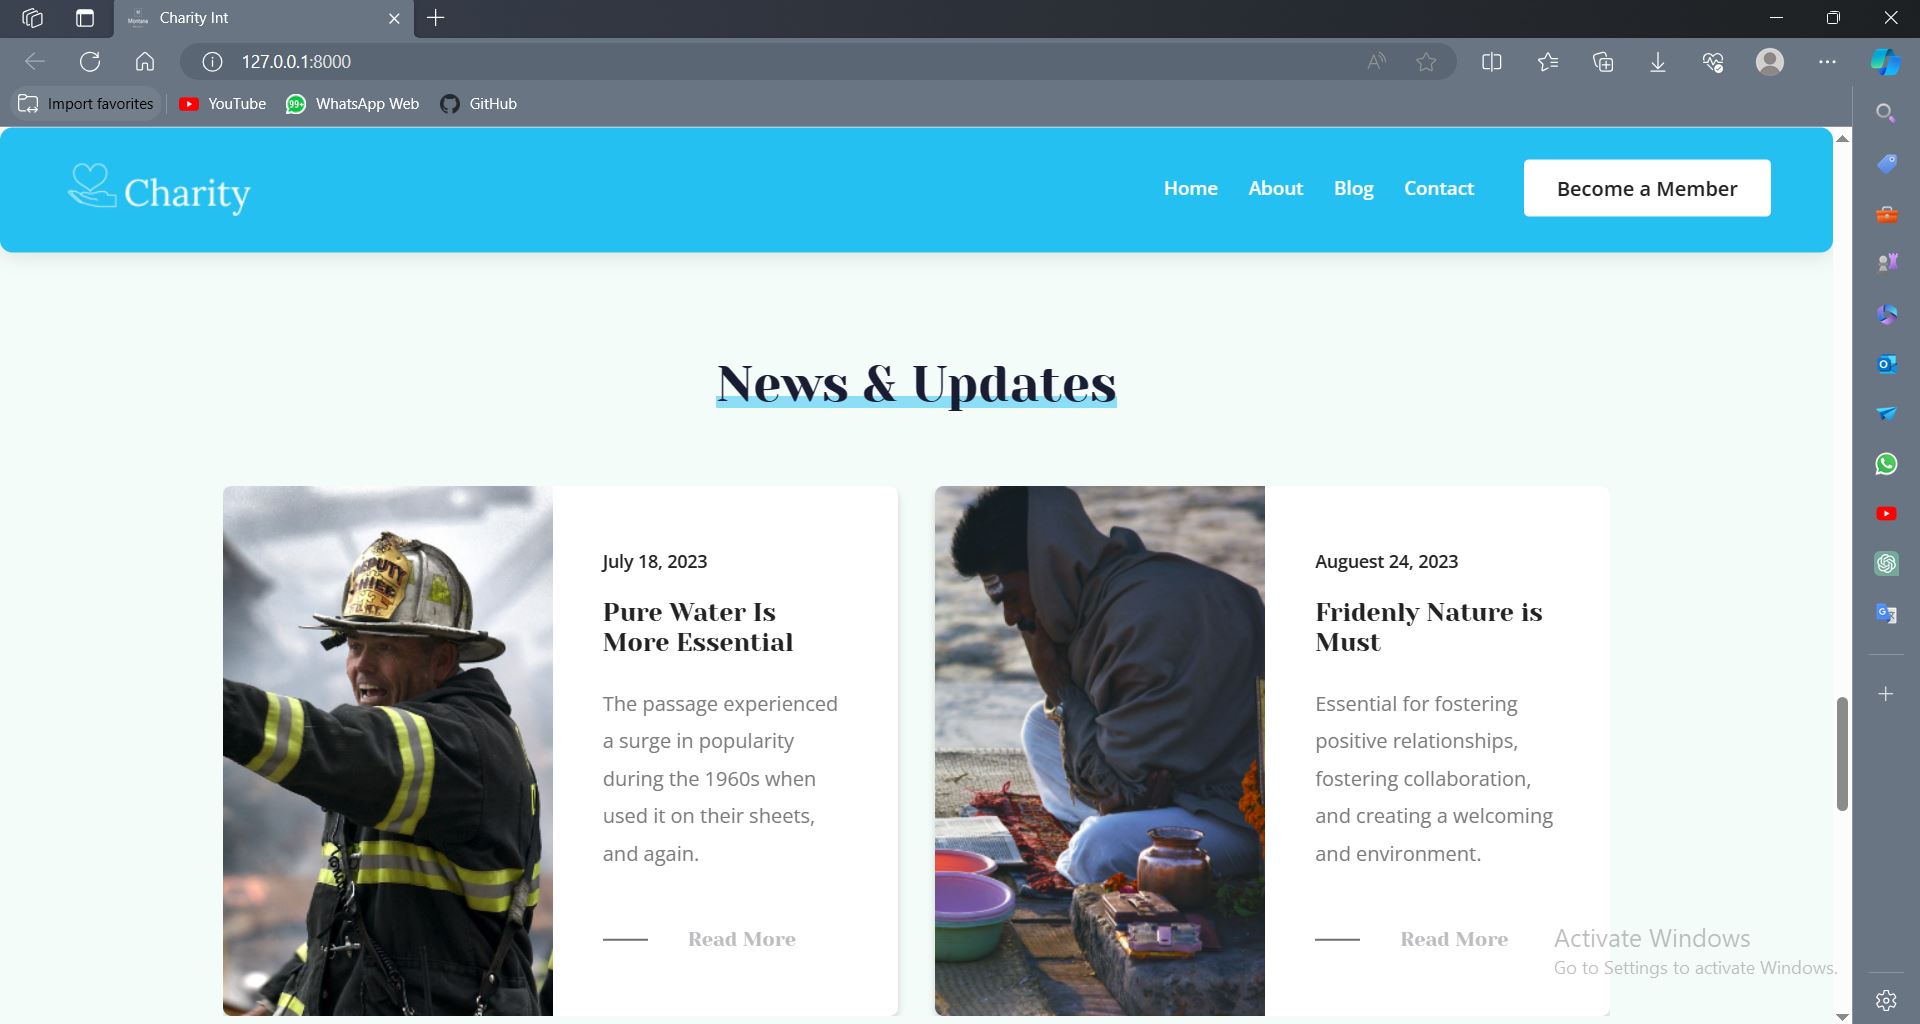 Charity Int
127.0.0.1:8000
Import favorites
YouTube
99+
WhatsApp Web
GitHub
Charity
Home
About
Blog
Contact
Become a Member
News & Updates
DEPUTY
CHIEF
July 18, 2023
Pure Water Is
More Essential
The passage experienced
a surge in popularity
during the 1960s when
used it on their sheets,
and again.
Read More
Auguest 24, 2023
Fridenly Nature is
Must
Essential for fostering
positive relationships,
fostering collaboration,
and creating a welcoming
and environment.
Read More
Activate Windows
Go to Settings to activate Windows.